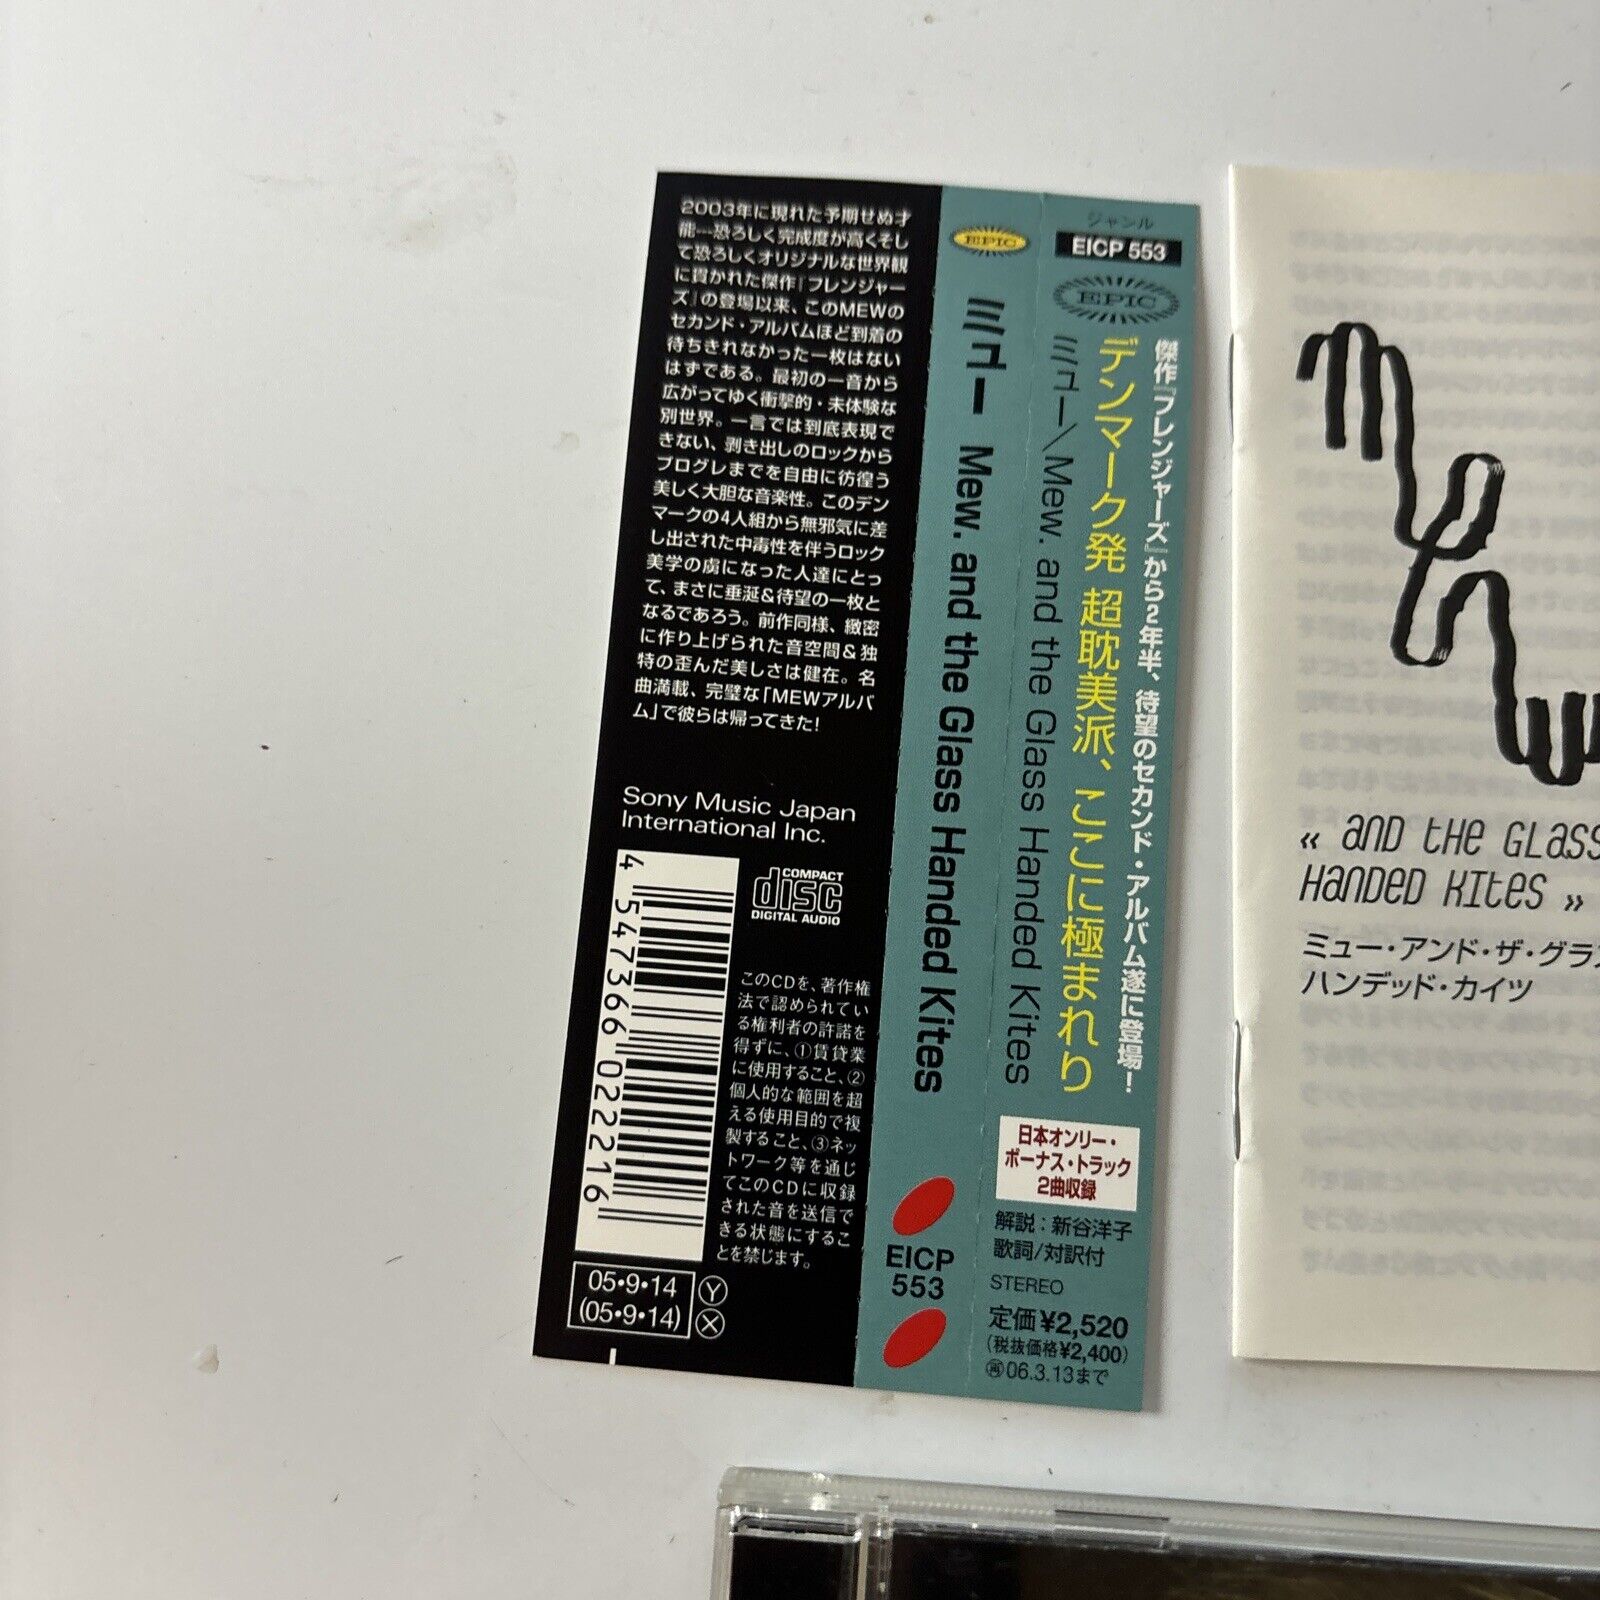 2003年に現れた予期せぬ才
能…恐ろしく完成度が高くそし
て恐ろしくオリジナルな世界観
に貫かれた傑作『フレンジャー
ズ』の登場以来、このMEWの
セカンド・アルバムほど到着の
待ちきれなかった一枚はない
はずである。最初の一音から
広がってゆく衝撃的・未体験な
別世界。一言では到底表現で
きない、剥き出しのロックから
プログレまでを自由に彷徨う
美しく大胆な音楽性。このデン
マークの4人組から無邪気に差
し出された中毒性を伴うロック
美学の虜になった人達にとっ
て、まさに垂涎&待望の一枚と
なるであろう。前作同様、緻密
に作り上げられた音空間&独
特の歪んだ美しさは健在。名
曲満載、完璧な「MEWアルバ
ム」で彼らは帰ってきた!
Sony Music Japan
International Inc.
4 547366 022216
COMPACT
disc
DIGITAL AUDIO
このCDを、著作権
法で認められてい
る権利者の許諾を
得ずに、①賃貸業
に使用すること、②
個人的な範囲を超
える使用目的で複
製すること、③ネッ
トワーク等を通じ
てこのCDに収録
された音を送信で
きる状態にするこ
とを禁じます。
05•9•14 Ⓨ
(05•9•14) Ⓧ
EPIC
ミュー Mew. and the Glass Handed Kites
EICP
553
ジャンル
EICP 553
EPIC
傑作『フレンジャーズ』から2年半、待望のセカンド・アルバム遂に登場!
デンマーク発 超耽美派、ここに極まれり
ミュー/Mew. and the Glass Handed Kites
日本オンリー・
ボーナス・トラック
2曲収録
解説:新谷洋子
歌詞/対訳付
STEREO
定価¥2,520
(税抜価格¥2,400)
㊢06.3.13まで
mew
« and the Glass
Handed Kites »
ミュー・アンド・ザ・グラス
ハンデッド・カイツ